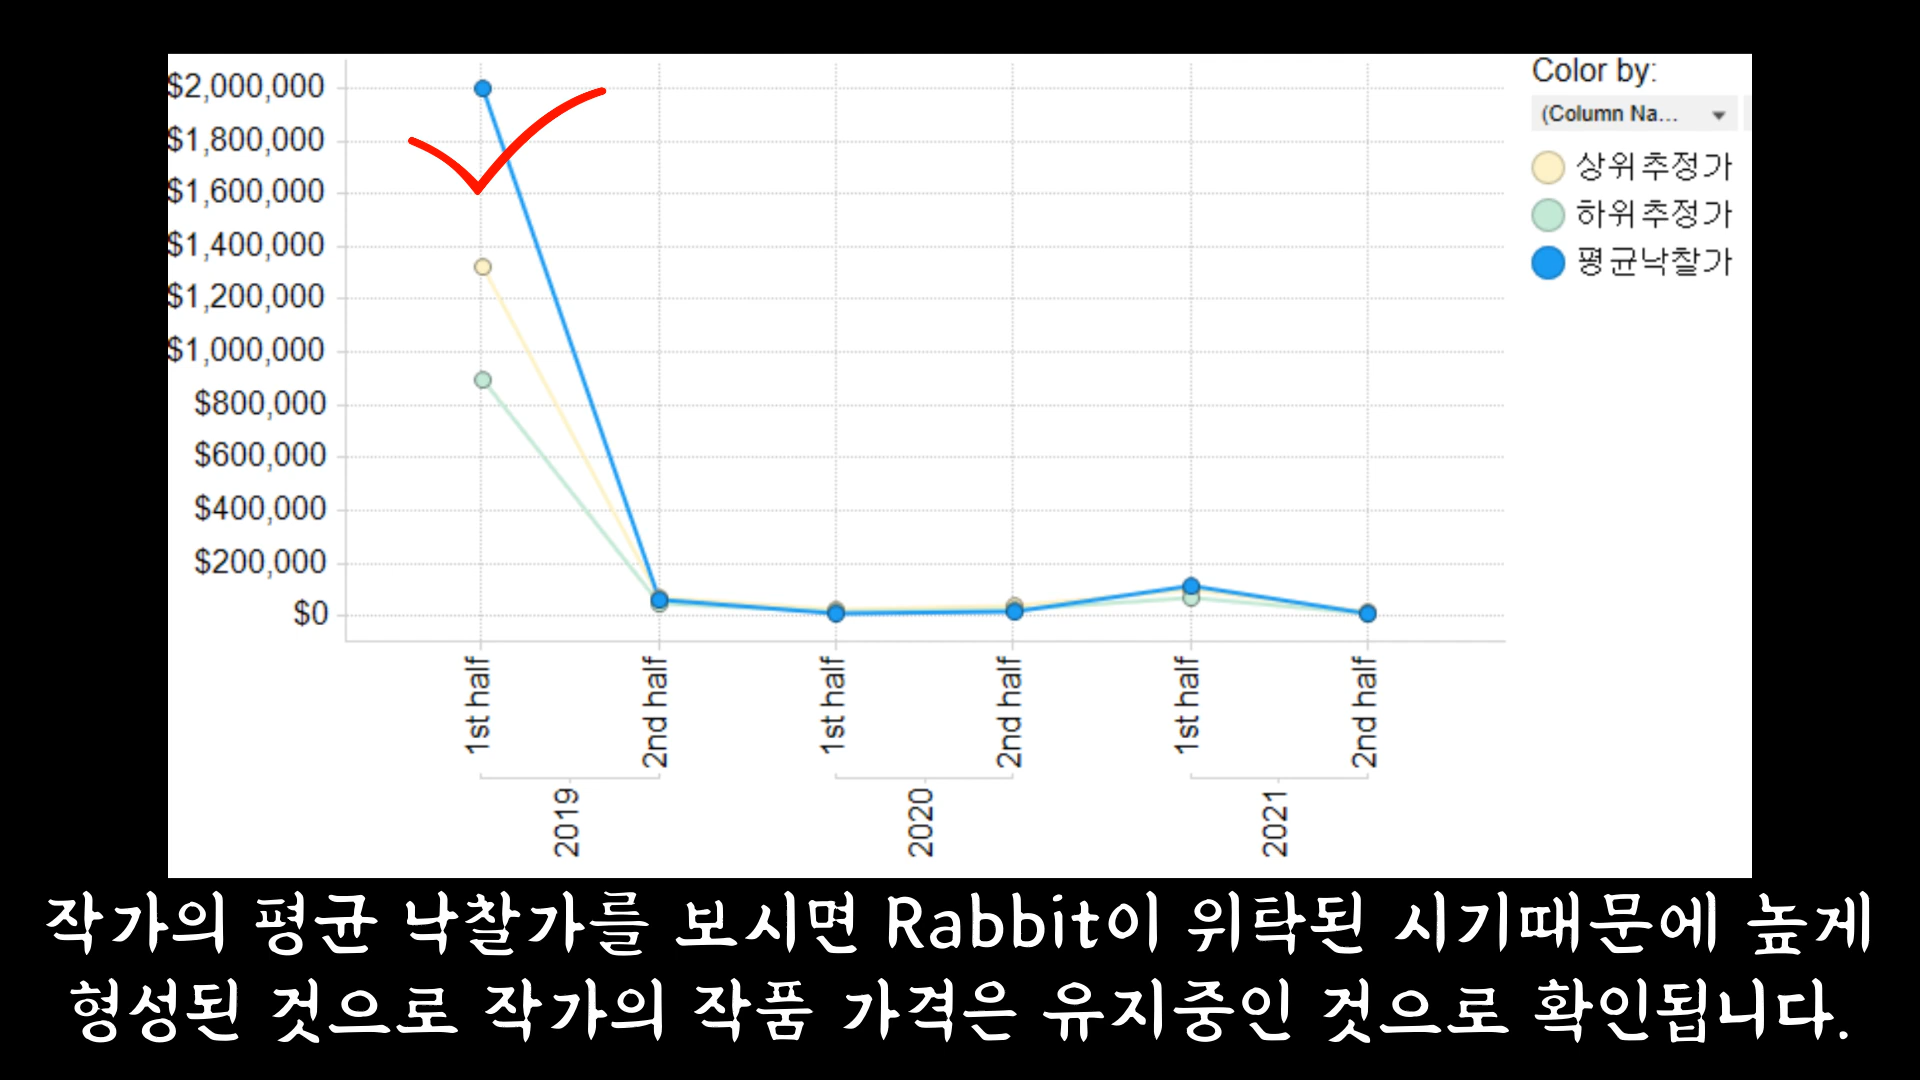 $2,000,000
$1,800,000
$1,600,000
$1,400,000
$1,200,000
$1,000,000
$800,000
$600,000
$400,000
$200,000
$0
1st half
2nd half
1st half
2nd half
1st half
2nd half
2019
2020
2021
Color by:
(Column Na...
상위추정가
하위추정가
평균낙찰가
작가의 평균 낙찰가를 보시면 Rabbit이 위탁된 시기때문에 높게
형성된 것으로 작가의 작품 가격은 유지중인 것으로 확인됩니다.